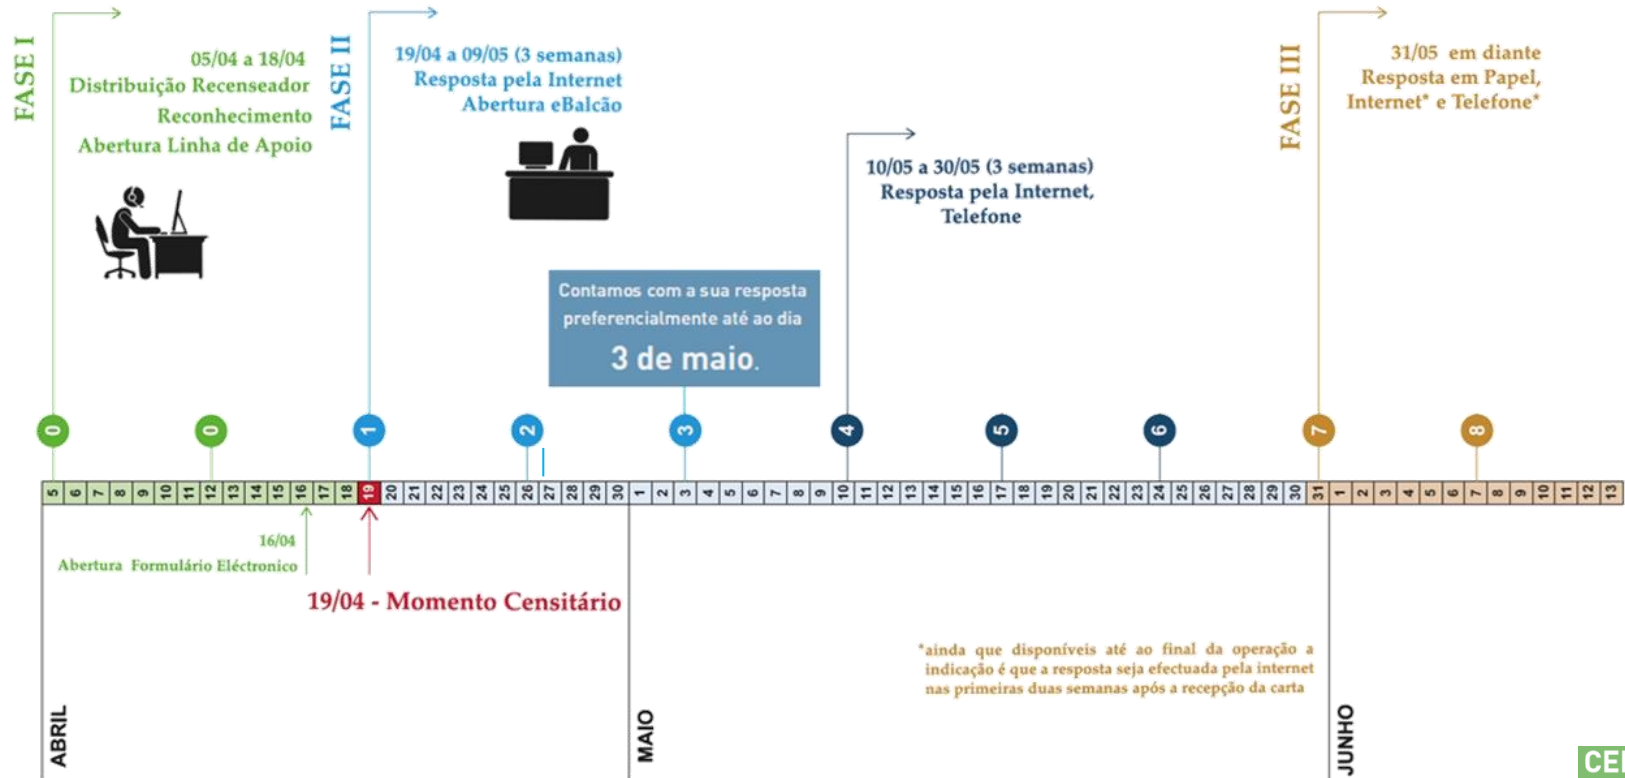 FASE I
05/04 a 18/04
Distribuição Recenseador
Reconhecimento
Abertura Linha de Apoio
FASE II
19/04 a 09/05 (3 semanas)
Resposta pela Internet
Abertura eBalcão
10/05 a 30/05 (3 semanas)
Resposta pela Internet,
Telefone
FASE III
31/05 em diante
Resposta em Papel,
Internet* e Telefone*
Contamos com a sua resposta
preferencialmente até ao dia
3 de maio.
0 0 1 2 3 4 5 6 7 8
5 6 7 8 9 10 11 12 13 14 15 16 17 18 19 20 21 22 23 24 25 26 27 28 29 30 1 2 3 4 5 6 7 8 9 10 11 12 13 14 15 16 17 18 19 20 21 22 23 24 25 26 27 28 29 30 31 1 2 3 4 5 6 7 8 9 10 11 12 13
16/04
Abertura Formulário Eléctronico
19/04 - Momento Censitário
*ainda que disponíveis até ao final da operação a
indicação é que a resposta seja efectuada pela internet
nas primeiras duas semanas após a recepção da carta
ABRIL
MAIO
JUNHO